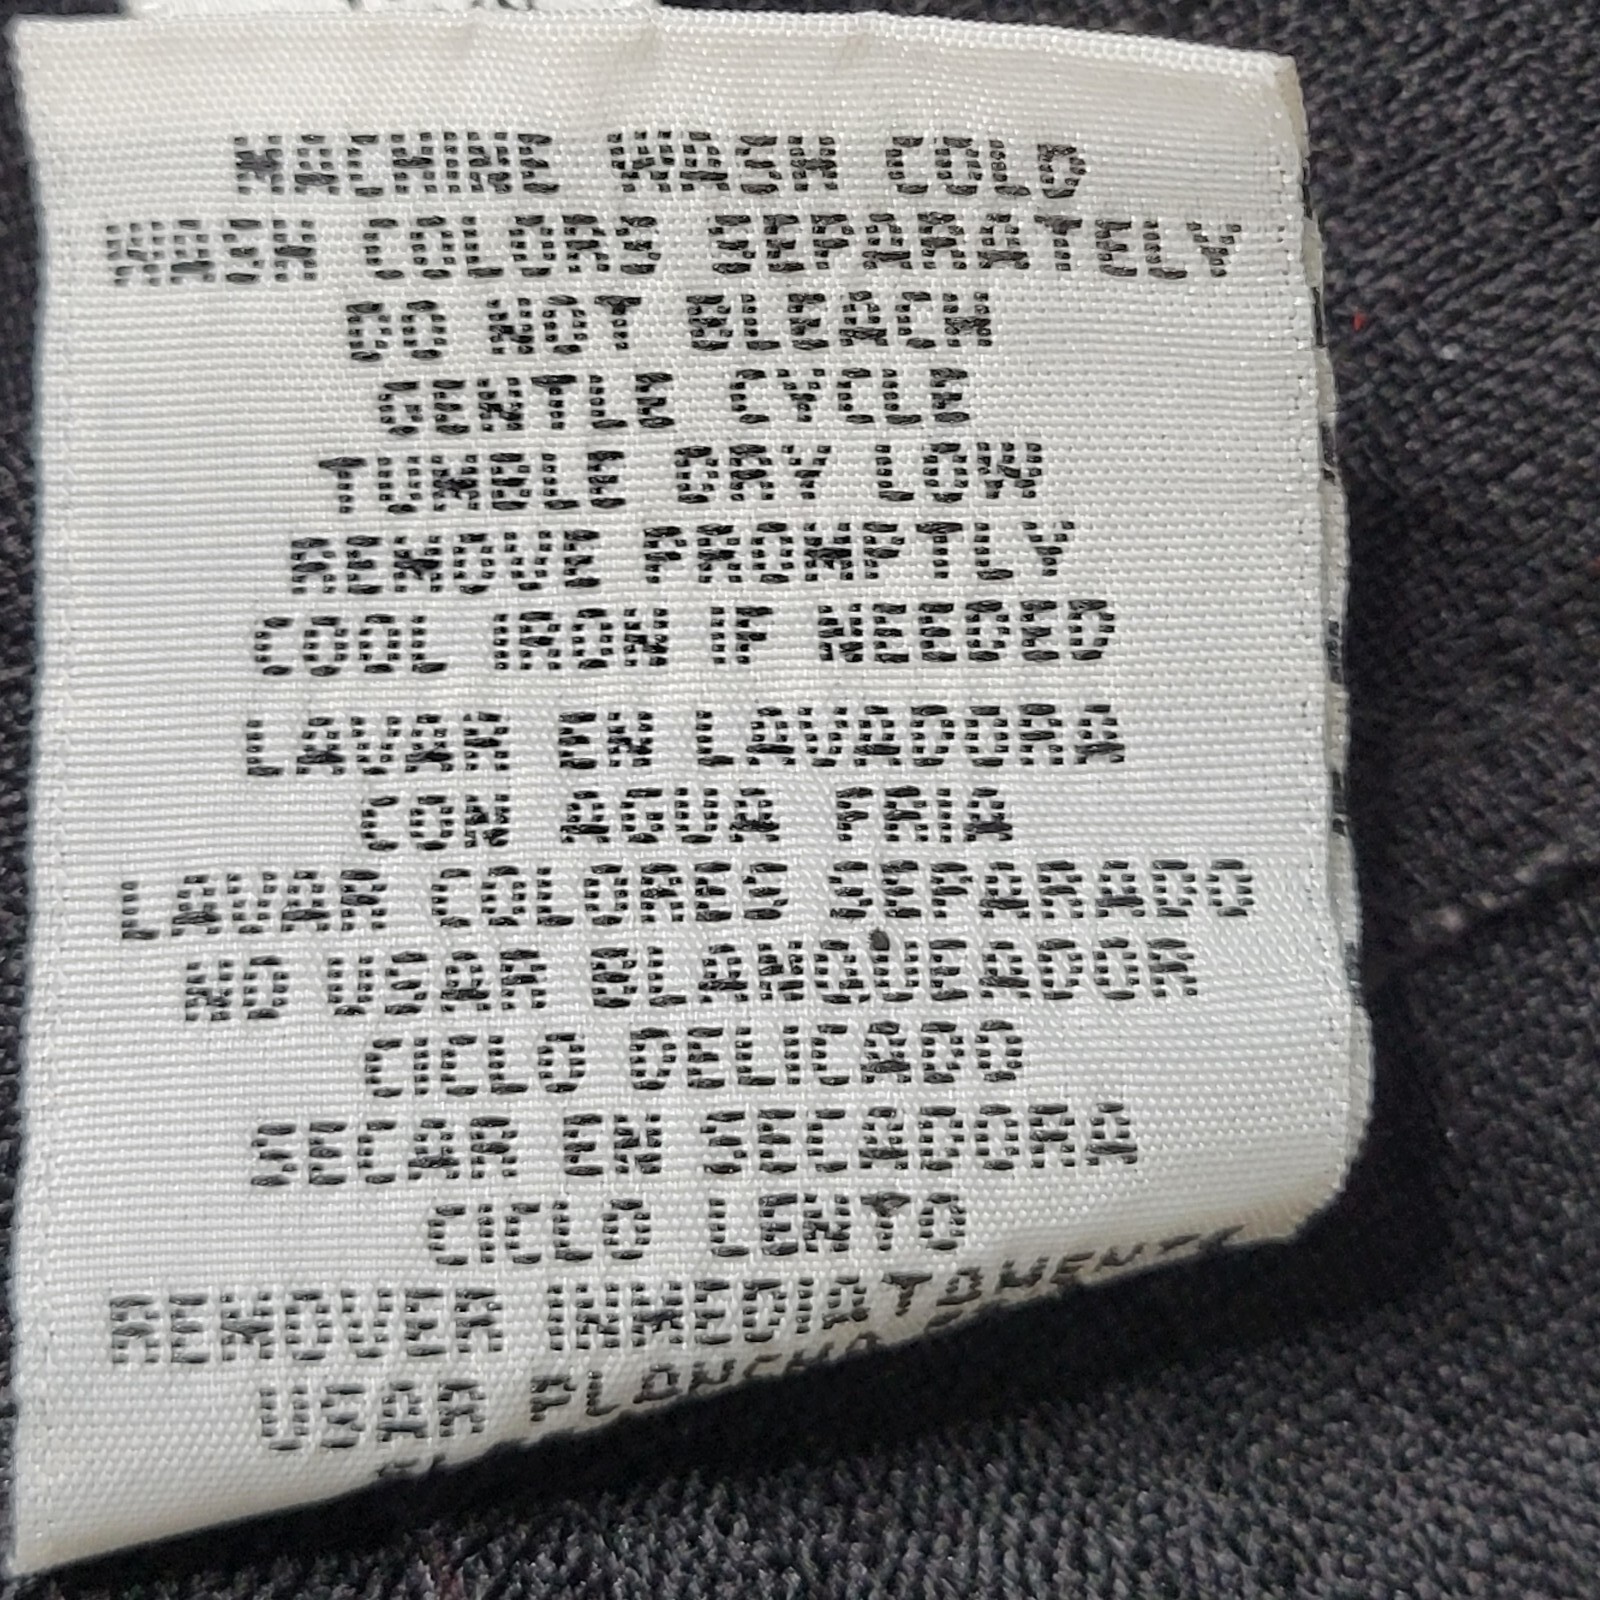 MACHINE WASH COLD
WASH COLORS SEPARATELY
DO NOT BLEACH
GENTLE CYCLE
TUMBLE DRY LOW
REMOVE PROMPTLY
COOL IRON IF NEEDED
LAVAR EN LAVADORA
CON AGUA FRIA
LAVAR COLORES SEPARADO
NO USAR BLANQUEADOR
CICLO DELICADO
SECAR EN SECADORA
CICLO LENTO
REMOVER INMEDIATOMENTE
USAR PLANCHA